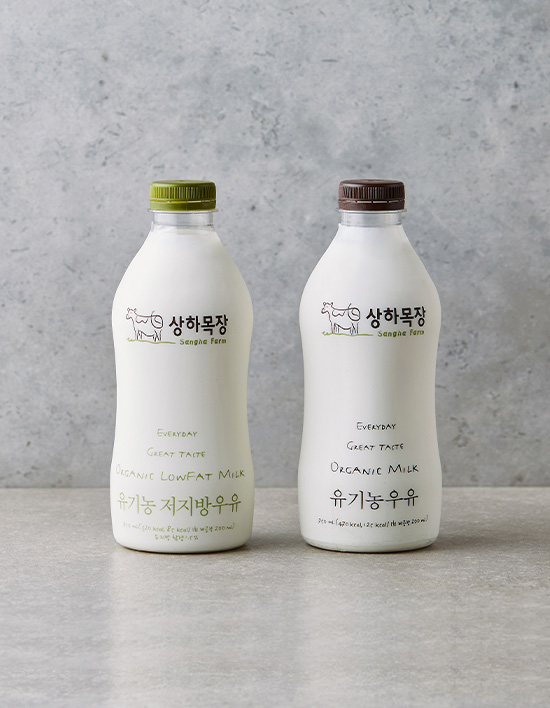 상하목장
Sangha Farm
EVERYDAY
GREAT TASTE
ORGANIC LOWFAT MILK
유기농 저지방우유
상하목장
Sangha Farm
EVERYDAY
GREAT TASTE
ORGANIC MILK
유기농우유